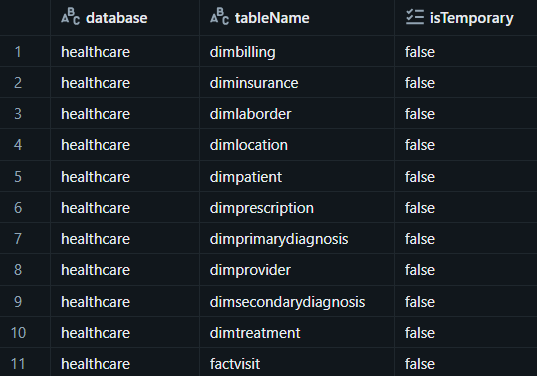 database tableName isTemporary
1 healthcare dimbilling false
2 healthcare diminsurance false
3 healthcare dimlaborder false
4 healthcare dimlocation false
5 healthcare dimpatient false
6 healthcare dimprescription false
7 healthcare dimprimarydiagnosis false
8 healthcare dimprovider false
9 healthcare dimsecondarydiagnosis false
10 healthcare dimtreatment false
11 healthcare factvisit false